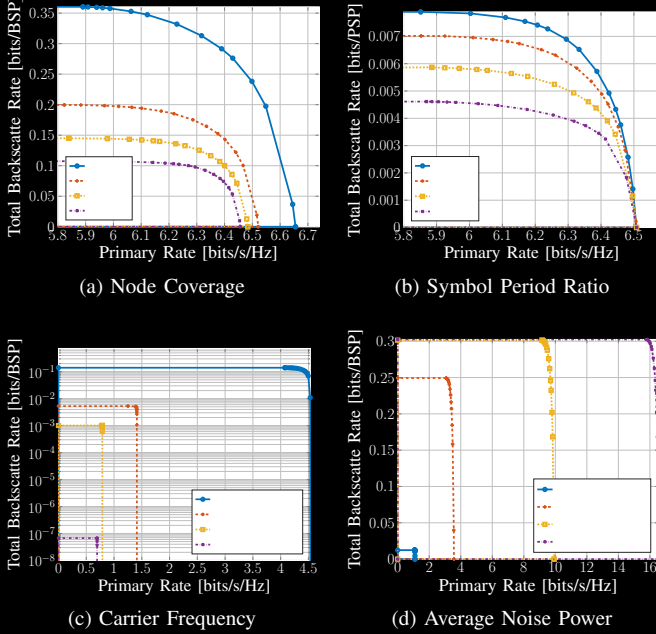 Total Backscatte Rate [bits/BSP]
0.35
0.3
0.25
0.2
0.15
0.1
0.05
0
5.8 5.9 6 6.1 6.2 6.3 6.4 6.5 6.6 6.7
Primary Rate [bits/s/Hz]
(a) Node Coverage
Total Backscatte Rate [bits/PSP]
0.007
0.006
0.005
0.004
0.003
0.002
0.001
0
5.8 5.9 6 6.1 6.2 6.3 6.4 6.5
Primary Rate [bits/s/Hz]
(b) Symbol Period Ratio
Total Backscatte Rate [bits/BSP]
10⁻¹
10⁻²
10⁻³
10⁻⁴
10⁻⁵
10⁻⁶
10⁻⁷
10⁻⁸
0 0.5 1 1.5 2 2.5 3 3.5 4 4.5
Primary Rate [bits/s/Hz]
(c) Carrier Frequency
Total Backscatte Rate [bits/BSP]
0.3
0.25
0.2
0.15
0.1
0.05
0
0 2 4 6 8 10 12 14 16
Primary Rate [bits/s/Hz]
(d) Average Noise Power